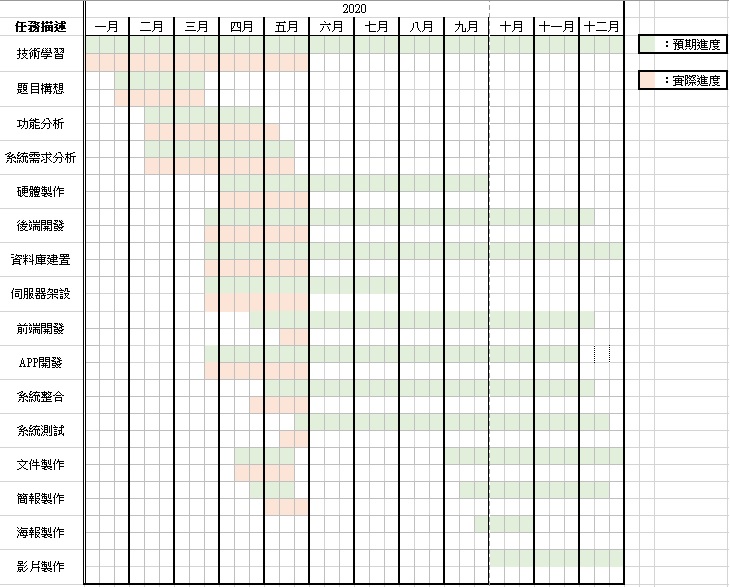 2020
任務描述 一月 二月 三月 四月 五月 六月 七月 八月 九月 十月 十一月 十二月
技術學習
：預期進度
題目構想
：實際進度
功能分析
系統需求分析
硬體製作
後端開發
資料庫建置
伺服器架設
前端開發
APP開發
系統整合
系統測試
文件製作
簡報製作
海報製作
影片製作